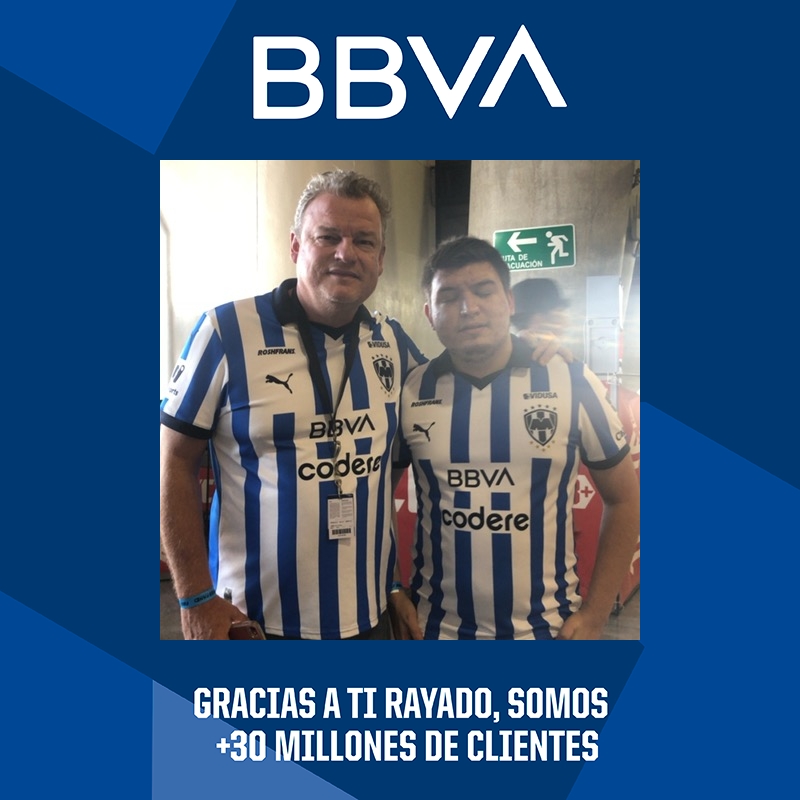 BBVA
RUTA DE
EVACUACIÓN
ROSHFRANS
VIDUSA
BBVA
codere
ROSHFRANS
VIDUSA
BBVA
codere
GRACIAS A TI RAYADO, SOMOS
+30 MILLONES DE CLIENTES